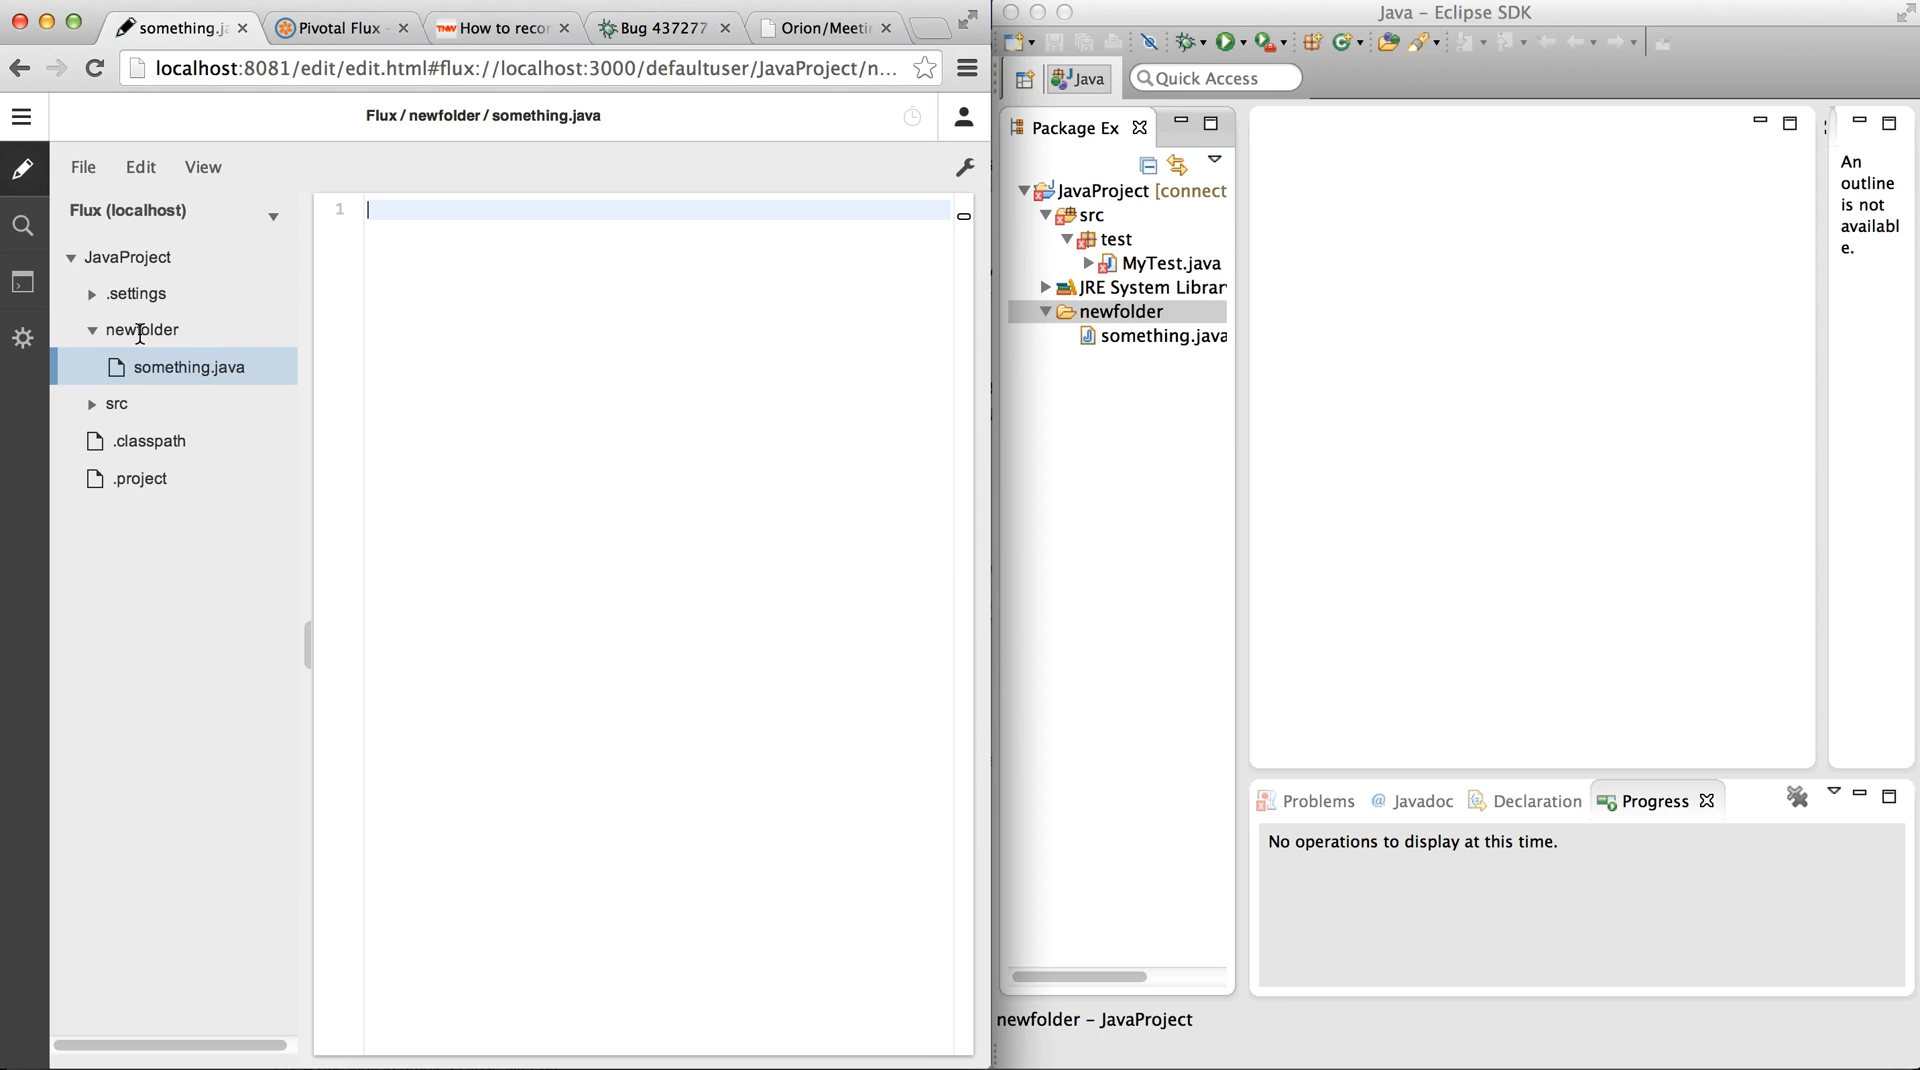 something.ja
Pivotal Flux
How to recor
Bug 437277
Orion/Meeti
localhost:8081/edit/edit.html#flux://localhost:3000/defaultuser/JavaProject/n...
Flux / newfolder / something.java
File Edit View
Flux (localhost)
JavaProject
.settings
newfolder
something.java
src
.classpath
.project
1
Java – Eclipse SDK
Java
Quick Access
Package Ex
JavaProject [connect
src
test
MyTest.java
JRE System Librar
newfolder
something.java
An
outline
is not
availabl
e.
Problems
@ Javadoc
Declaration
Progress
No operations to display at this time.
newfolder – JavaProject